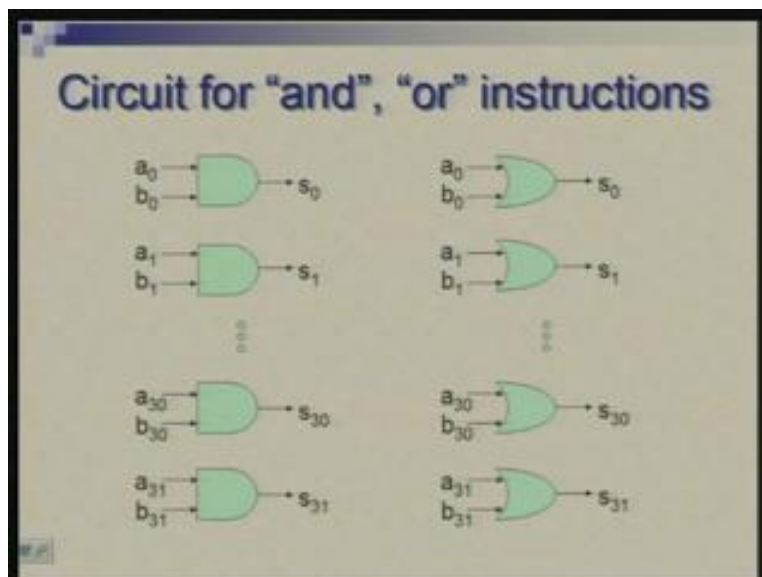 Circuit for “and”, “or” instructions
a0
b0
s0
a0
b0
s0
a1
b1
s1
a1
b1
s1
a30
b30
s30
a30
b30
s30
a31
b31
s31
a31
b31
s31